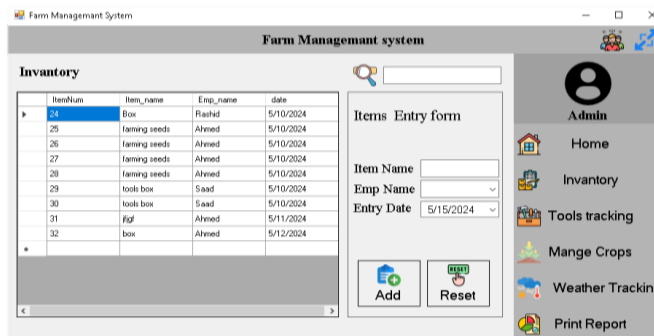 Farm Managemant System
Farm Managemant system
Invantory
ItemNum Item_name Emp_name date
24 Box Rashid 5/10/2024
25 farming seeds Ahmed 5/10/2024
26 farming seeds Ahmed 5/10/2024
27 farming seeds Ahmed 5/10/2024
28 farming seeds Ahmed 5/10/2024
29 tools box Saad 5/10/2024
30 tools box Saad 5/10/2024
31 Ahmed 5/11/2024
32 box Ahmed 5/12/2024
Items Entry form
Item Name
Emp Name
Entry Date 5/15/2024
Add
RESET
Reset
Admin
Home
Inventory
Tools tracking
Mange Crops
Weather Trackin
Print Report